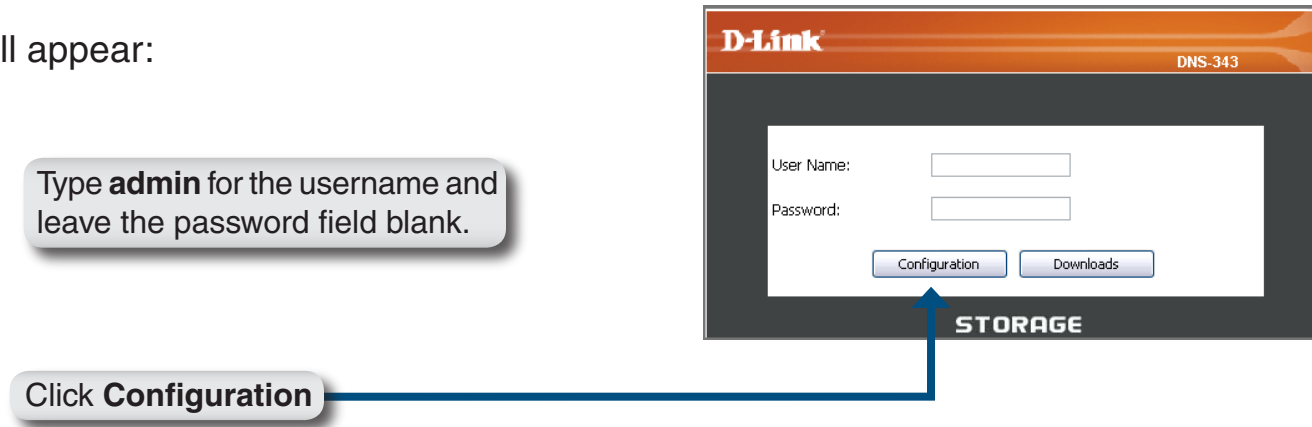 ll appear:
D-Link
DNS-343
Type admin for the username and
leave the password field blank.
User Name:
Password:
Configuration
Downloads
STORAGE
Click Configuration